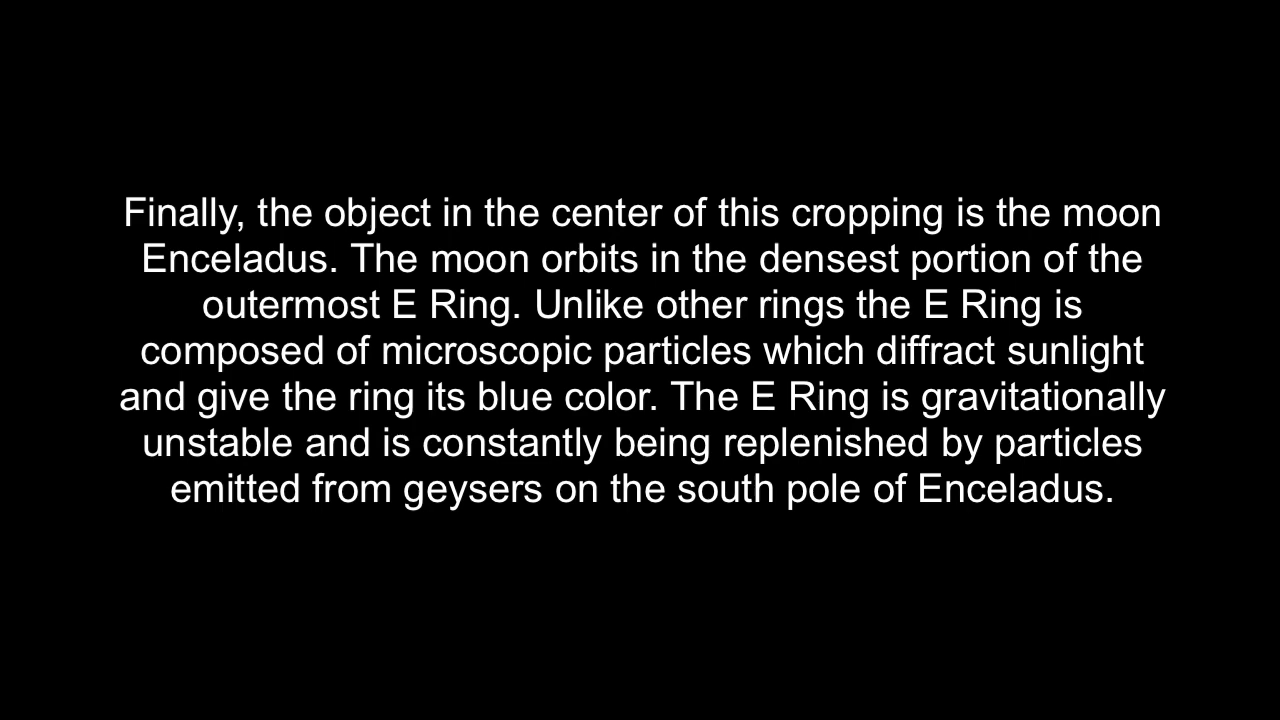 Finally, the object in the center of this cropping is the moon
Enceladus. The moon orbits in the densest portion of the
outermost E Ring. Unlike other rings the E Ring is
composed of microscopic particles which diffract sunlight
and give the ring its blue color. The E Ring is gravitationally
unstable and is constantly being replenished by particles
emitted from geysers on the south pole of Enceladus.